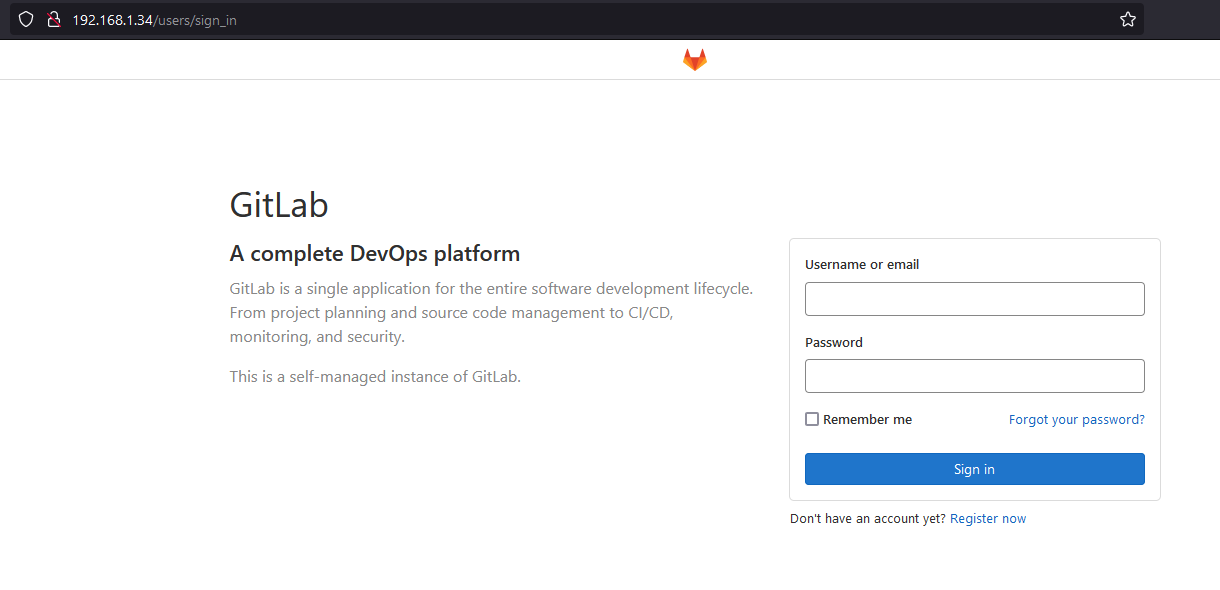 192.168.1.34/users/sign_in
GitLab
A complete DevOps platform
GitLab is a single application for the entire software development lifecycle.
From project planning and source code management to CI/CD,
monitoring, and security.
This is a self-managed instance of GitLab.
Username or email
Password
Remember me
Forgot your password?
Sign in
Don't have an account yet? Register now